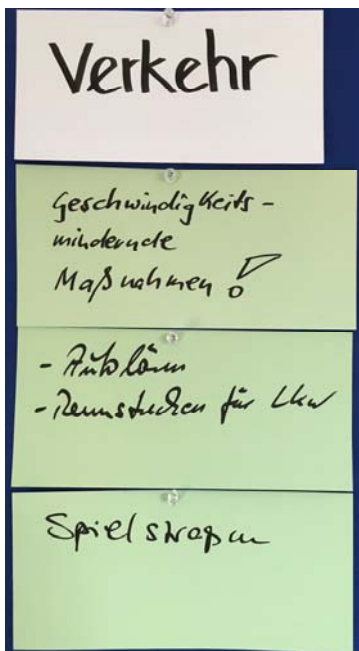 Verkehr
Geschwindigkeits-
mindernde
Maßnahmen!
- Autolärm
- Rennstrecken für Lkw
Spielstraßen